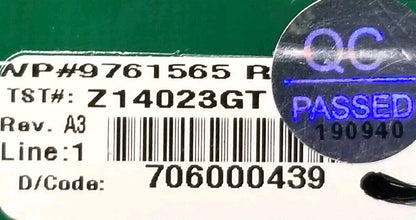 WP#9761565 R
TST#: Z14023GT
Rev. A3
Line:1
D/Code: 706000439
QC
PASSED
190940